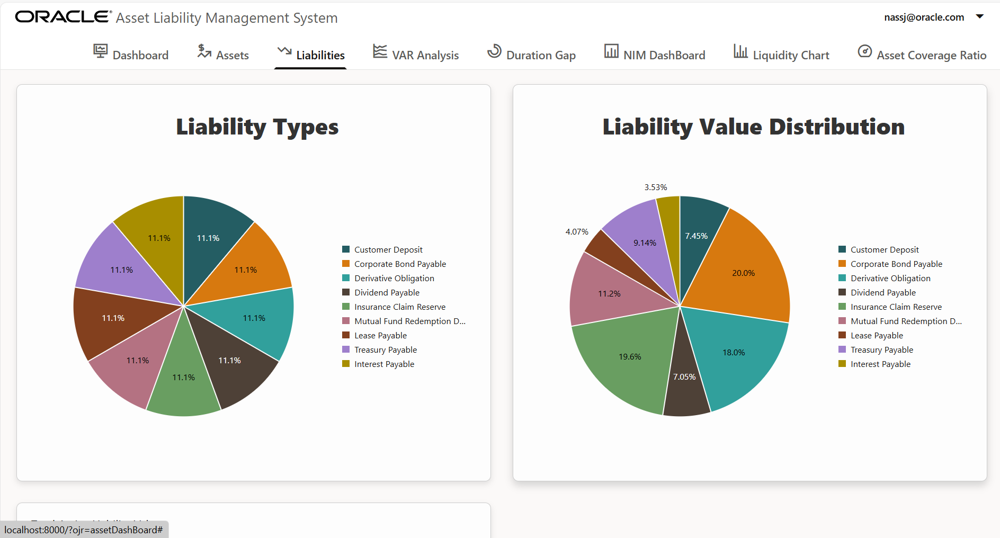 ORACLE® Asset Liability Management System
nassj@oracle.com
Dashboard
Assets
Liabilities
VAR Analysis
Duration Gap
NIM DashBoard
Liquidity Chart
Asset Coverage Ratio
Liability Types
11.1%
11.1%
11.1%
11.1%
11.1%
11.1%
11.1%
11.1%
11.1%
Customer Deposit
Corporate Bond Payable
Derivative Obligation
Dividend Payable
Insurance Claim Reserve
Mutual Fund Redemption D...
Lease Payable
Treasury Payable
Interest Payable
Liability Value Distribution
3.53%
4.07%
7.45%
9.14%
20.0%
11.2%
18.0%
19.6%
7.05%
Customer Deposit
Corporate Bond Payable
Derivative Obligation
Dividend Payable
Insurance Claim Reserve
Mutual Fund Redemption D...
Lease Payable
Treasury Payable
Interest Payable
localhost:8000/?ojr=assetDashBoard#